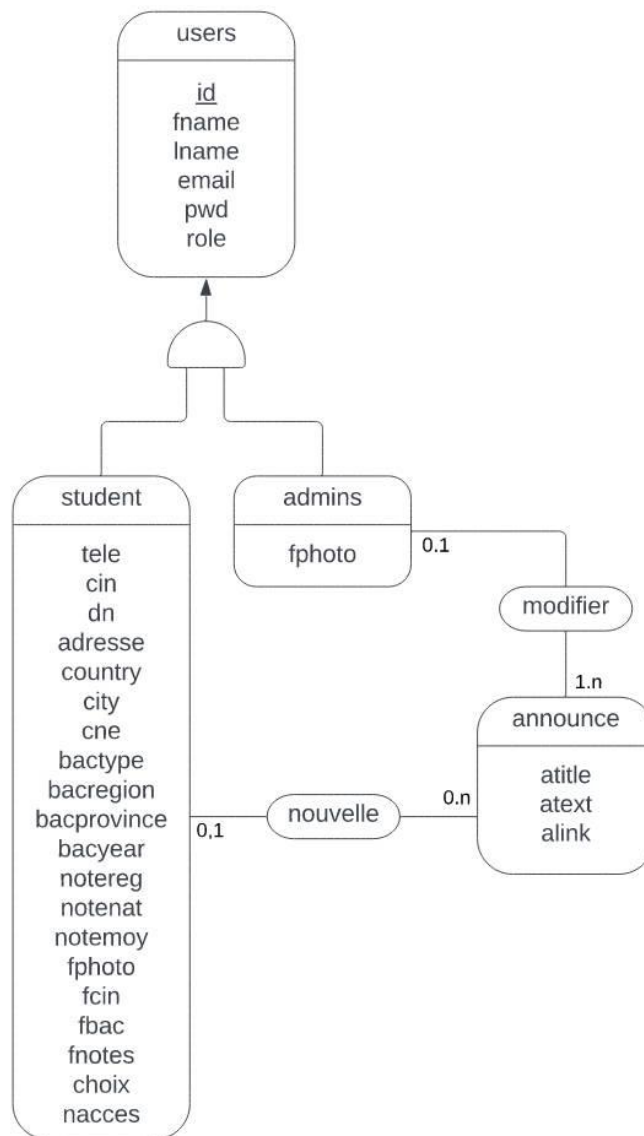 users
id
fname
lname
email
pwd
role
student
tele
cin
dn
adresse
country
city
cne
bactype
bacregion
bacprovince
bacyear
notereg
notenat
notemoy
fphoto
fcin
fbac
fnotes
choix
nacces
admins
fphoto
0.1
modifier
1.n
announce
atitle
atext
alink
0.n
nouvelle
0,1